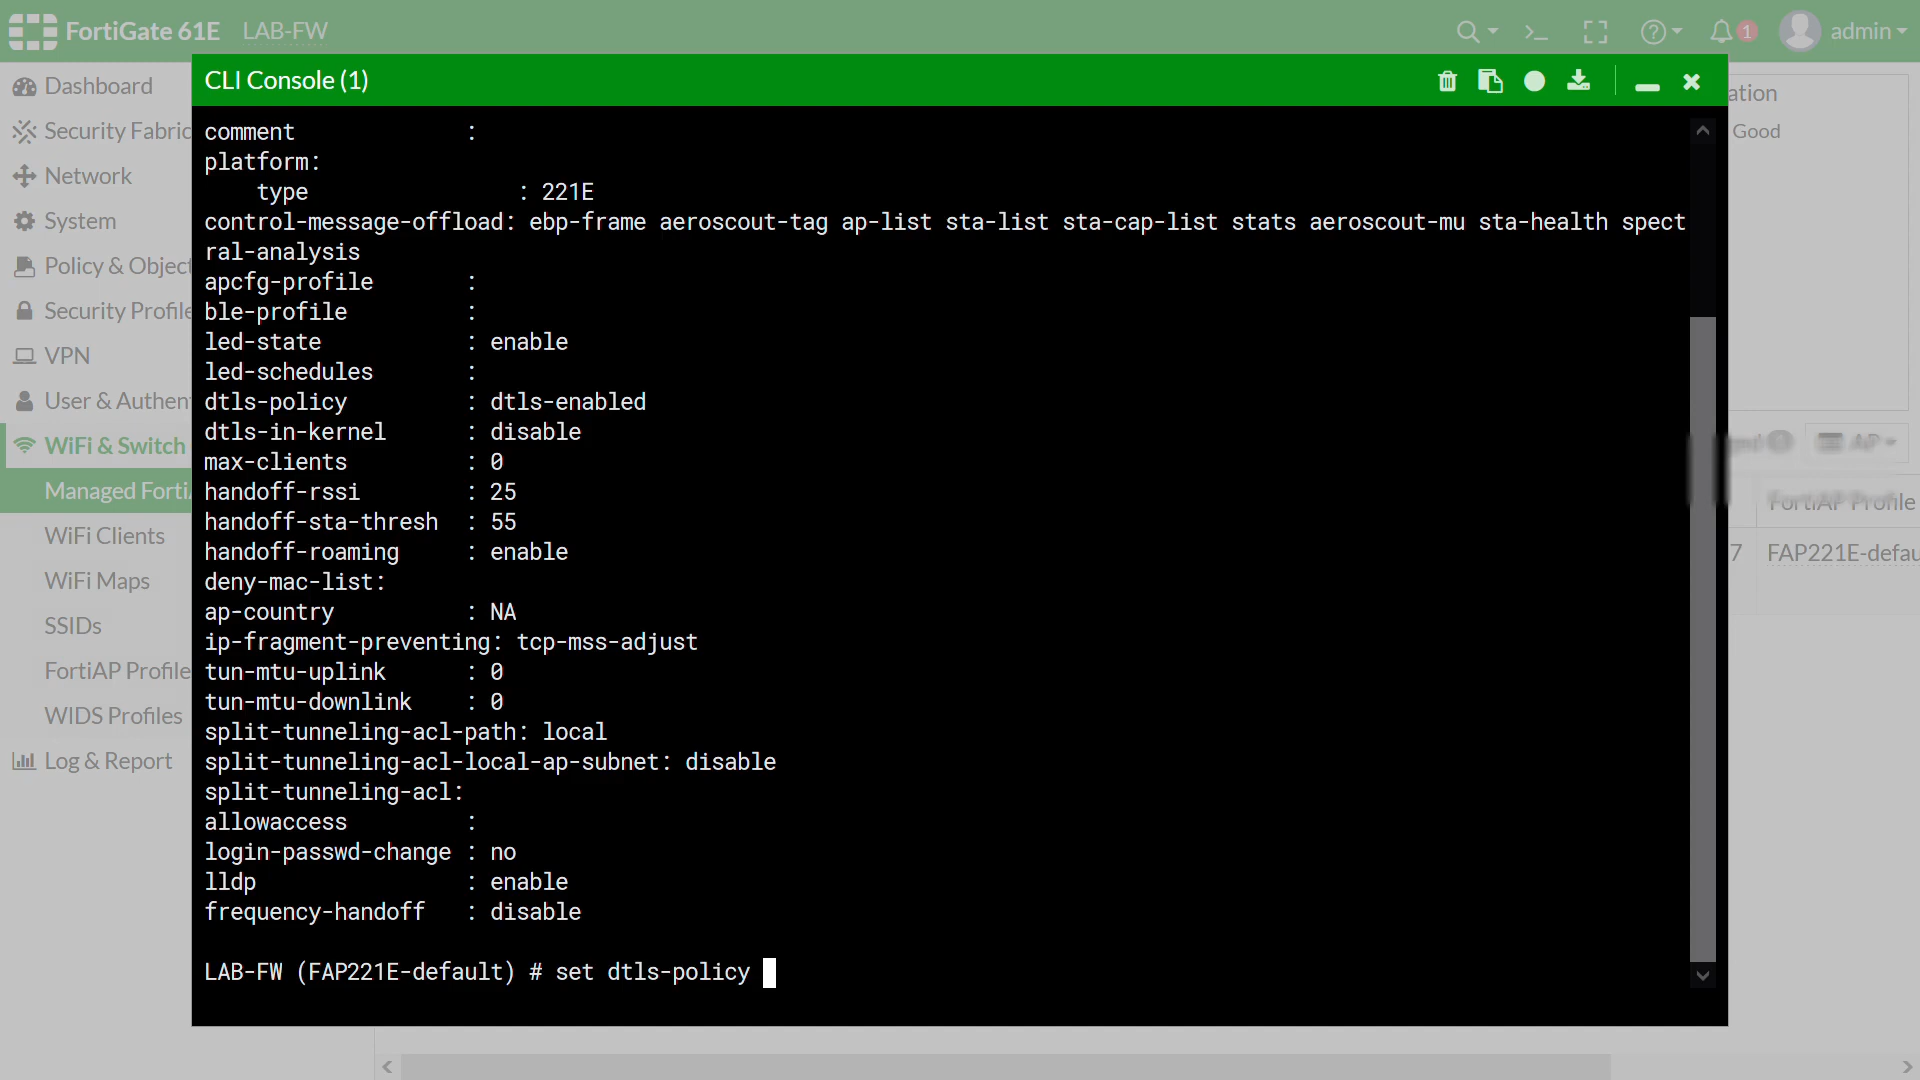 FortiGate 61E LAB-FW
1 admin
CLI Console (1)
Dashboard
Security Fabric
Network
System
Policy & Object
Security Profile
VPN
User & Authen
WiFi & Switch
Managed Forti
WiFi Clients
WiFi Maps
SSIDs
FortiAP Profile
WIDS Profiles
Log & Report
comment :
platform:
type : 221E
control-message-offload: ebp-frame aeroscout-tag ap-list sta-list sta-cap-list stats aeroscout-mu sta-health spect
ral-analysis
apcfg-profile :
ble-profile :
led-state : enable
led-schedules :
dtls-policy : dtls-enabled
dtls-in-kernel : disable
max-clients : 0
handoff-rssi : 25
handoff-sta-thresh : 55
handoff-roaming : enable
deny-mac-list:
ap-country : NA
ip-fragment-preventing: tcp-mss-adjust
tun-mtu-uplink : 0
tun-mtu-downlink : 0
split-tunneling-acl-path: local
split-tunneling-acl-local-ap-subnet: disable
split-tunneling-acl:
allowaccess :
login-passwd-change : no
lldp : enable
frequency-handoff : disable
LAB-FW (FAP221E-default) # set dtls-policy
ation
Good
AP
FortiAP Profile
7 FAP221E-defau